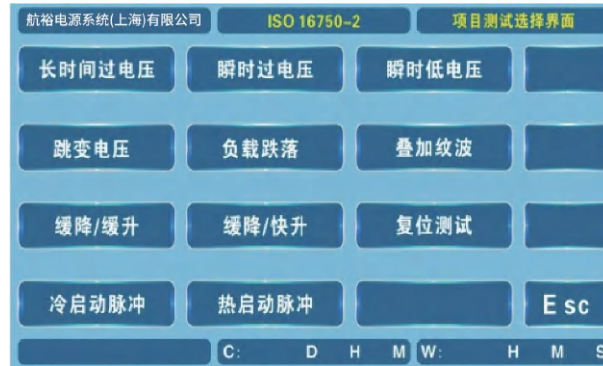 航裕电源系统(上海)有限公司 ISO 16750-2 项目测试选择界面
长时间过电压 瞬时过电压 瞬时低电压
跳变电压 负载跌落 叠加纹波
缓降/缓升 缓降/快升 复位测试
冷启动脉冲 热启动脉冲 Esc
C: D H M W: H M S